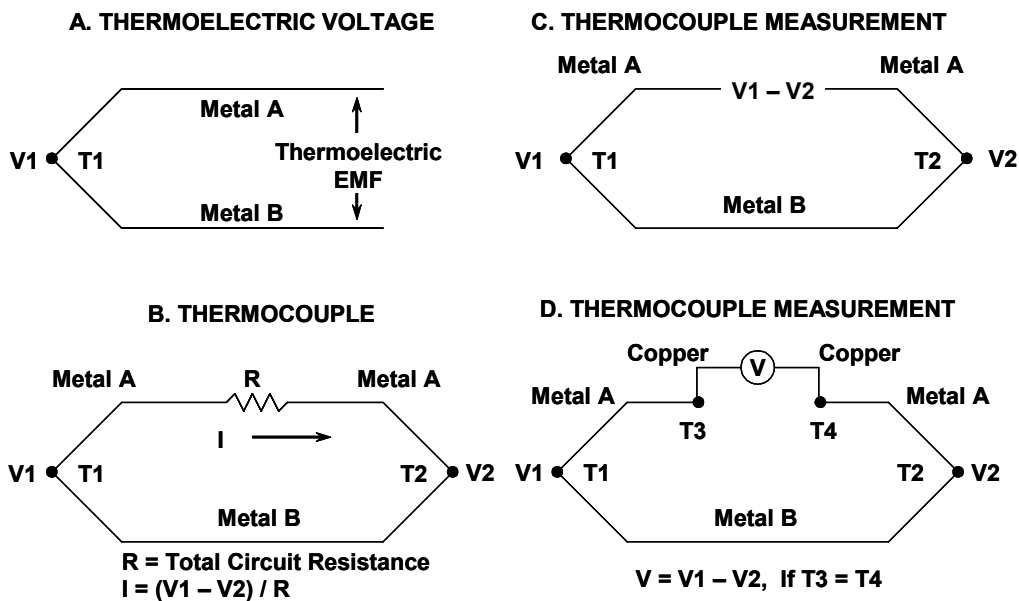 A. THERMOELECTRIC VOLTAGE
Metal A
V1
T1
Thermoelectric
EMF
Metal B
C. THERMOCOUPLE MEASUREMENT
Metal A
Metal A
V1 – V2
V1
T1
T2
V2
Metal B
B. THERMOCOUPLE
Metal A
R
Metal A
I
V1
T1
T2
V2
Metal B
R = Total Circuit Resistance
I = (V1 – V2) / R
D. THERMOCOUPLE MEASUREMENT
Copper
V
Copper
Metal A
Metal A
T3
T4
V1
T1
T2
V2
Metal B
V = V1 – V2, If T3 = T4